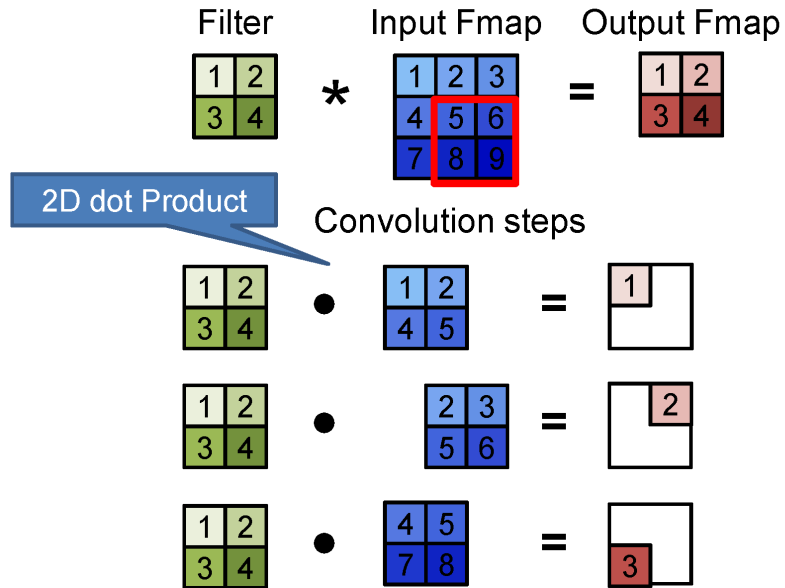 Filter Input Fmap Output Fmap
1 2 1 2 3 1 2
* =
3 4 4 5 6 3 4
7 8 9
2D dot Product
Convolution steps
1 2 1 2 1
• =
3 4 4 5
1 2 2 3 2
• =
3 4 5 6
1 2 4 5
• =
3 4 7 8 3